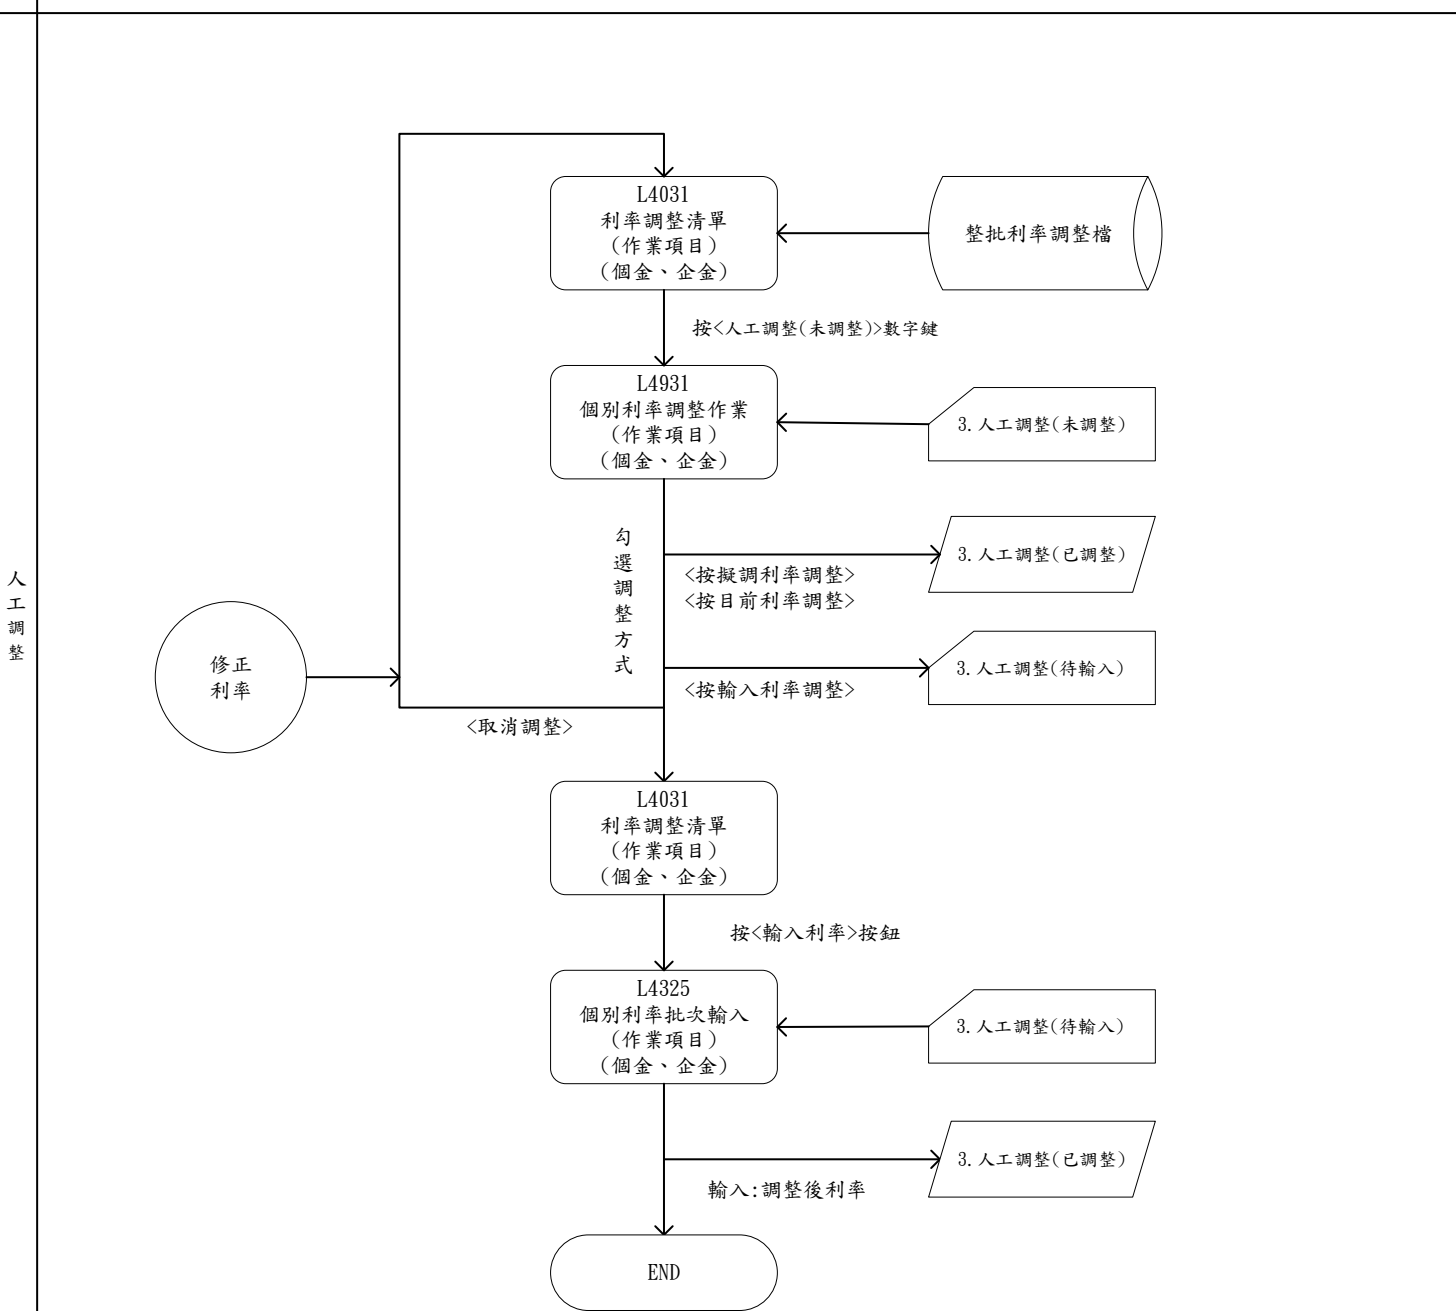 L4031
利率調整清單
(作業項目)
(個金、企金)
整批利率調整檔
按<人工調整(未調整)>數字鍵
L4931
個別利率調整作業
(作業項目)
(個金、企金)
3.人工調整(未調整)
勾選調整方式
3.人工調整(已調整)
<按擬調利率調整>
<按目前利率調整>
人工調整
修正
利率
3.人工調整(待輸入)
<按輸入利率調整>
<取消調整>
L4031
利率調整清單
(作業項目)
(個金、企金)
按<輸入利率>按鈕
L4325
個別利率批次輸入
(作業項目)
(個金、企金)
3.人工調整(待輸入)
3.人工調整(已調整)
輸入:調整後利率
END